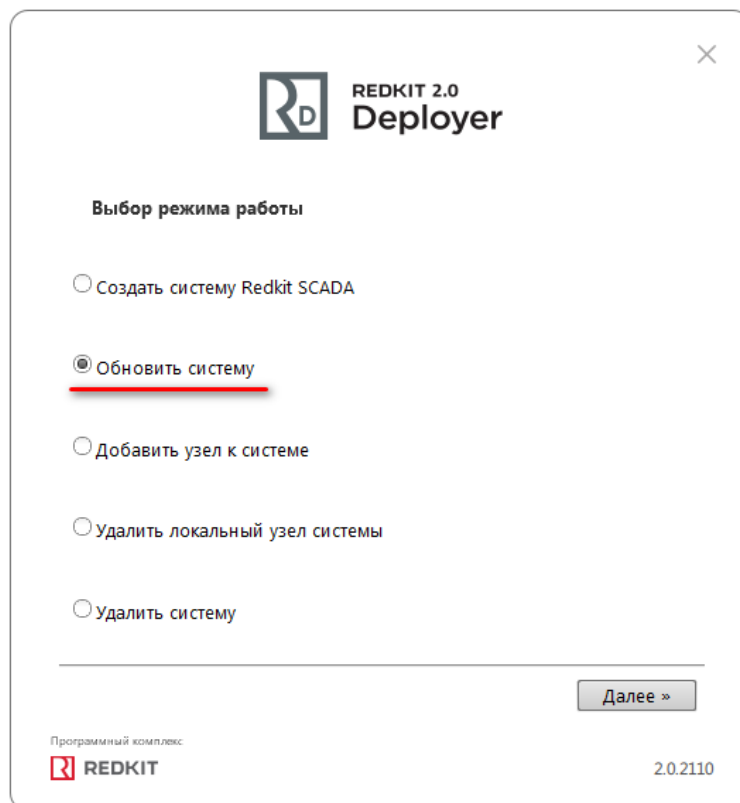 REDKIT 2.0
Deployer
Выбор режима работы
Создать систему Redkit SCADA
Обновить систему
Добавить узел к системе
Удалить локальный узел системы
Удалить систему
Далее »
Программный комплекс
REDKIT
2.0.2110